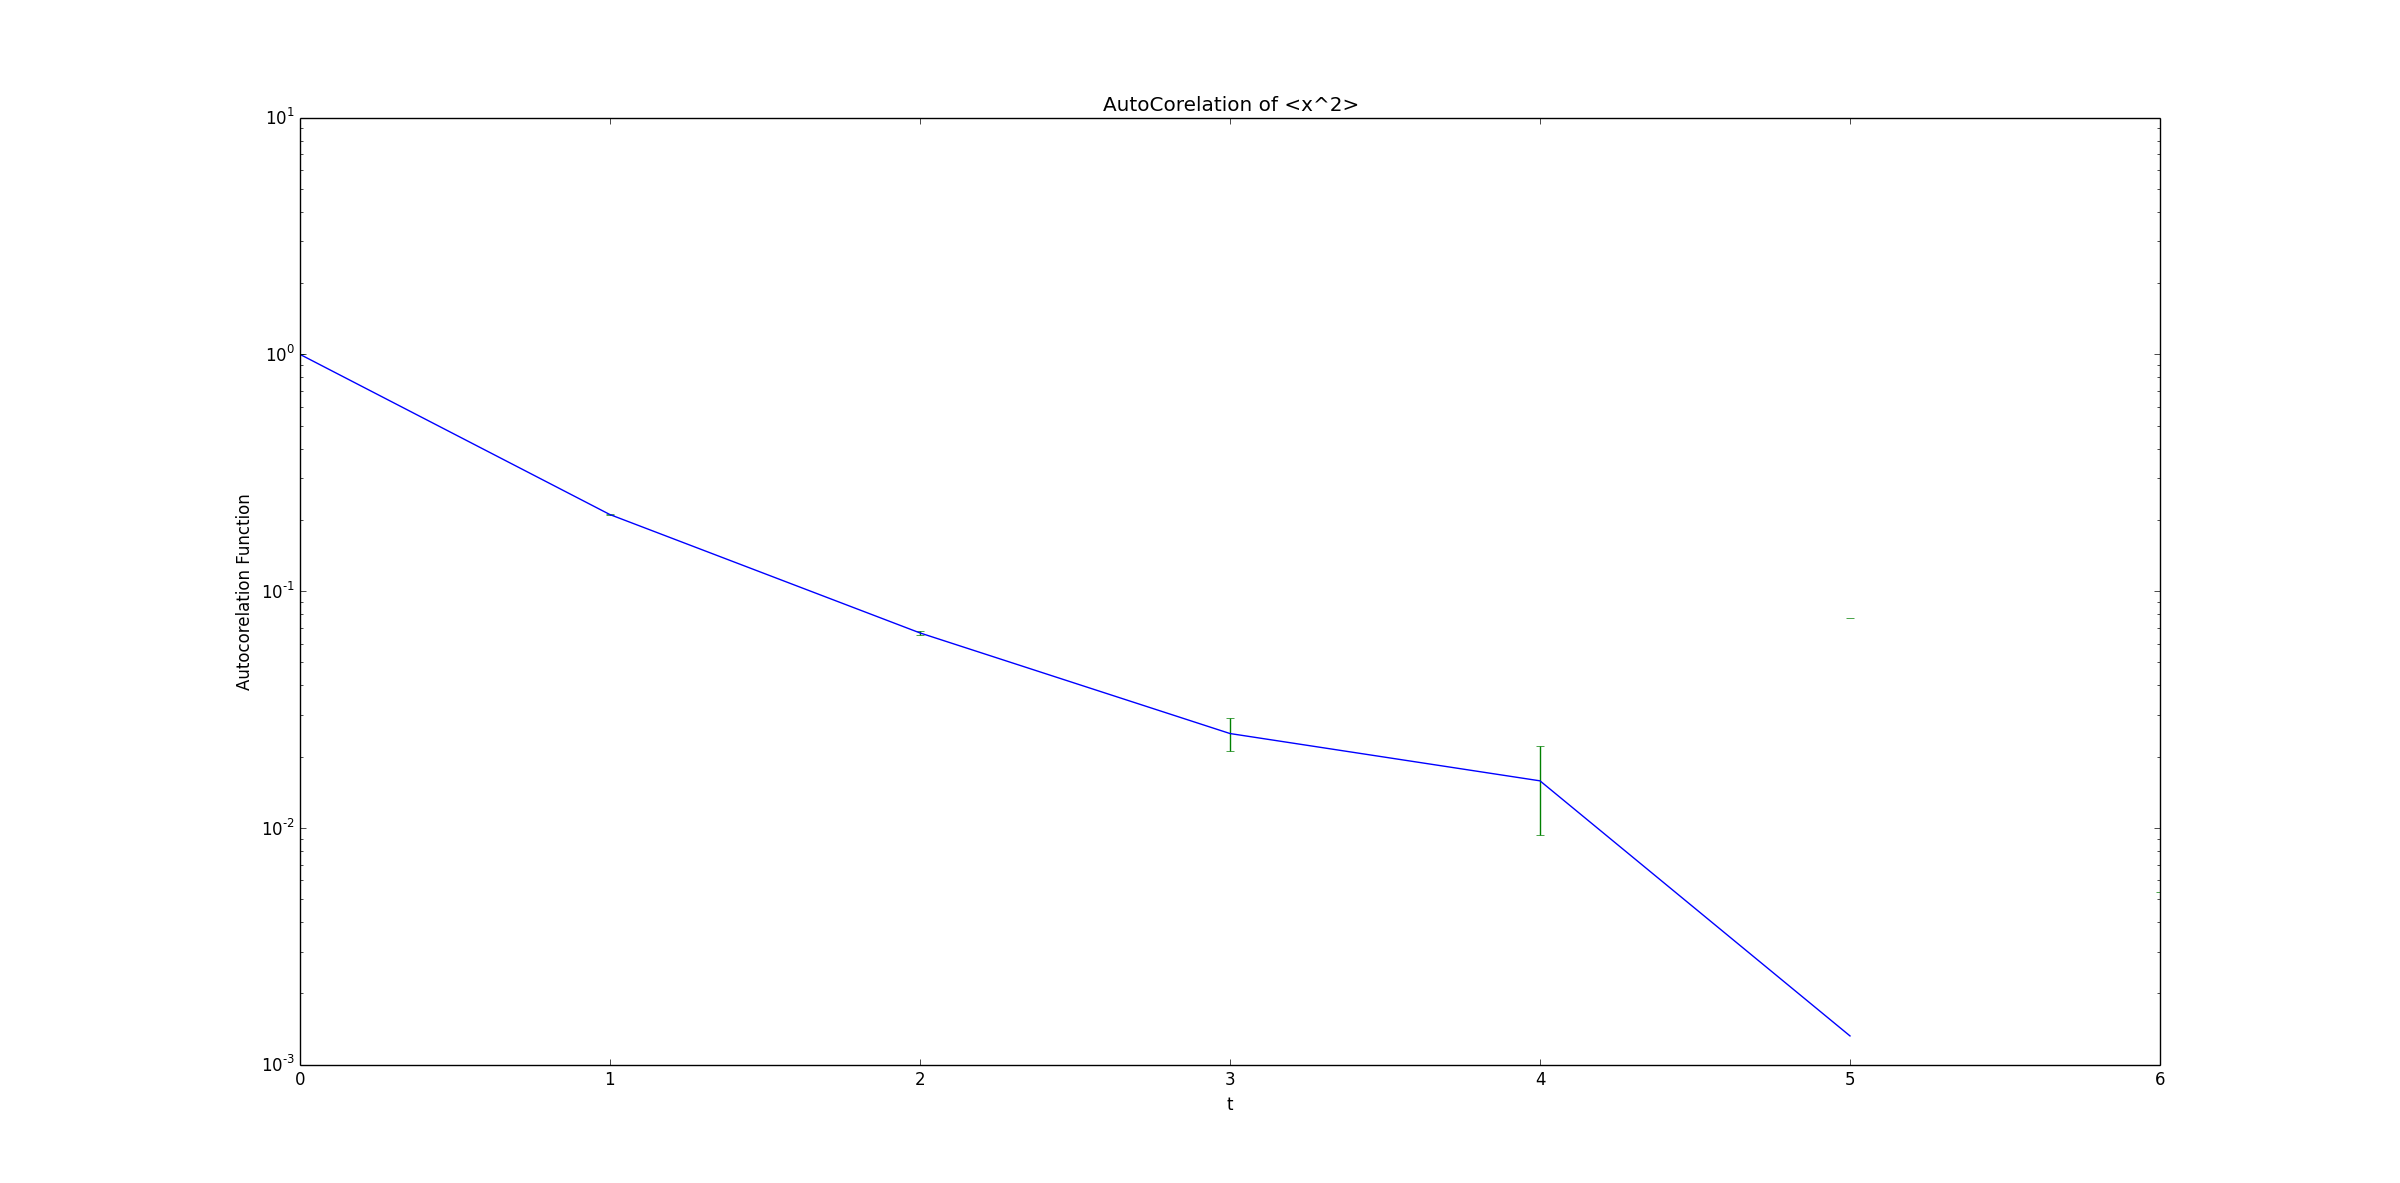 AutoCorelation of <x^2>
10^1
10^0
10^-1
10^-2
10^-3
Autocorelation Function
0 1 2 3 4 5 6
t